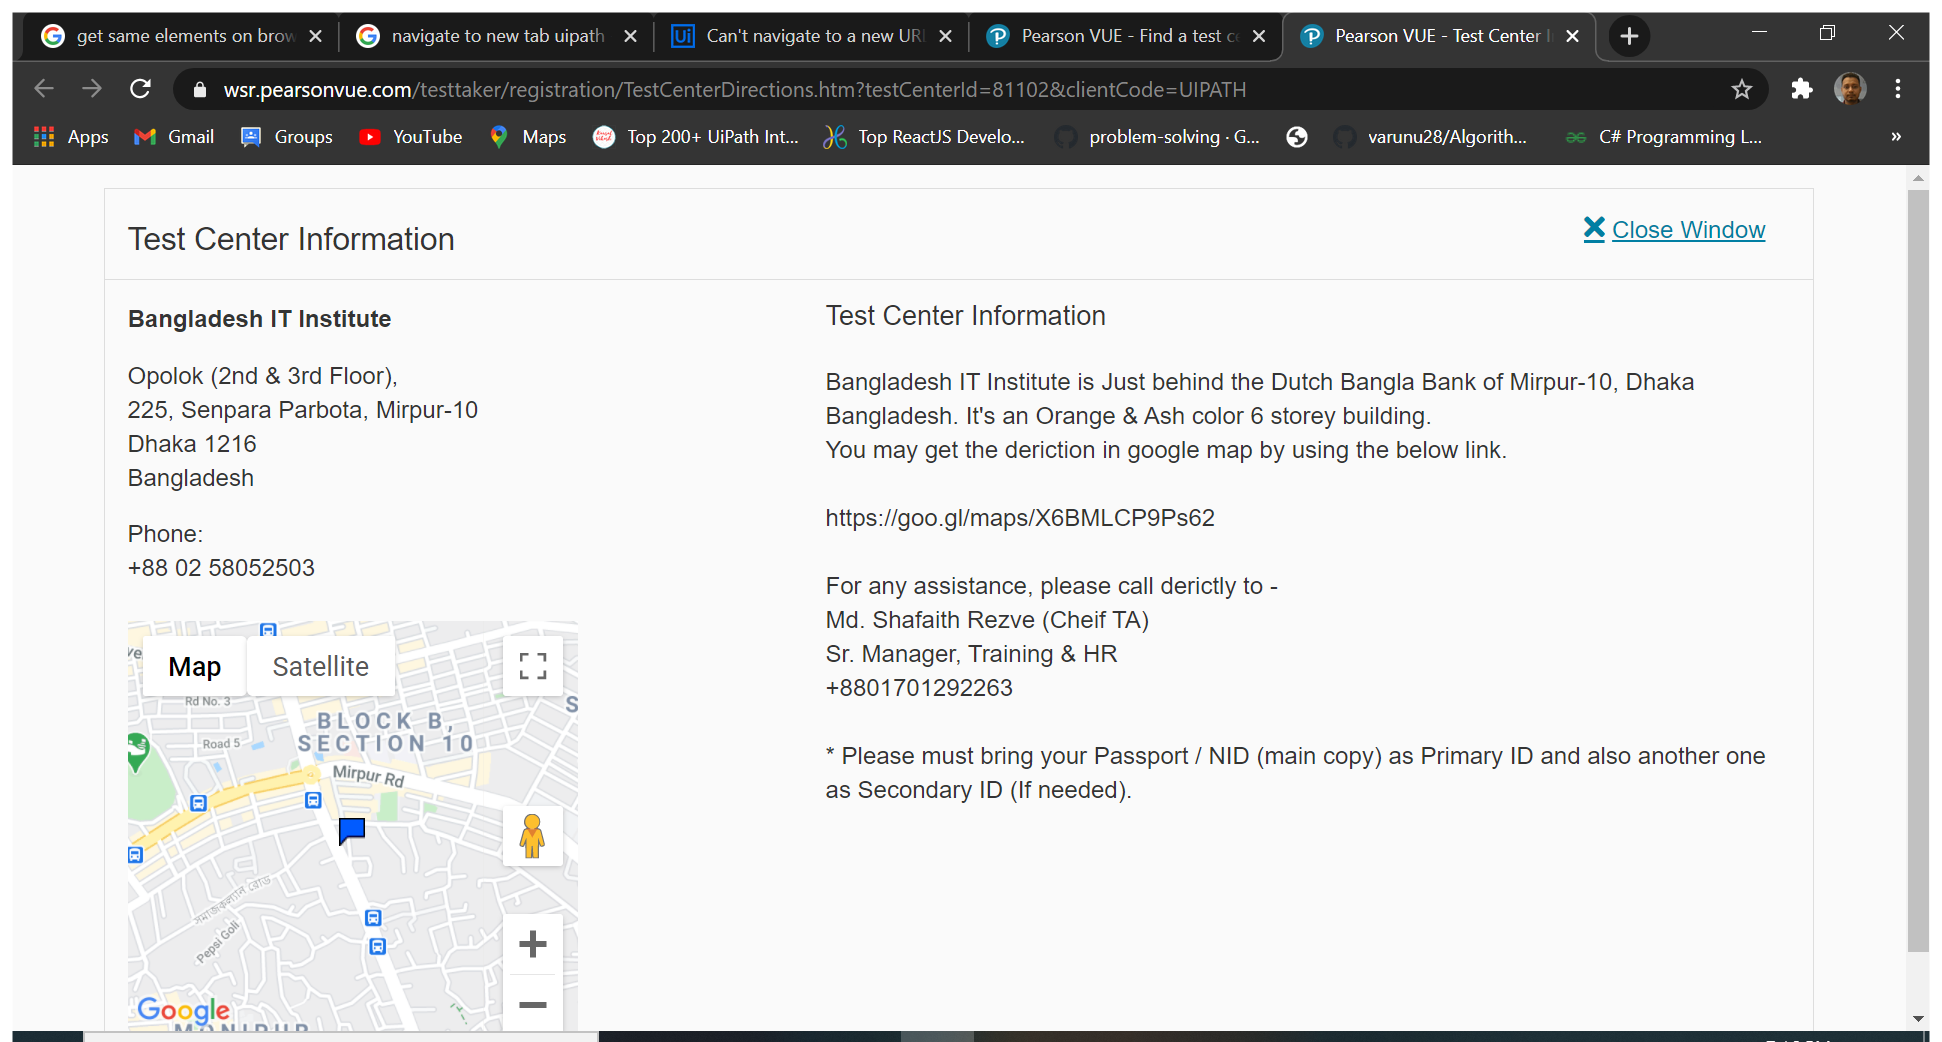 get same elements on brow
navigate to new tab uipath
Can't navigate to a new URL
Pearson VUE - Find a test ce
Pearson VUE - Test Center I
wsr.pearsonvue.com/testtaker/registration/TestCenterDirections.htm?testCenterId=81102&clientCode=UIPATH
Apps
Gmail
Groups
YouTube
Maps
Top 200+ UiPath Int...
Top ReactJS Develo...
problem-solving · G...
varunu28/Algorith...
C# Programming L...
»
Test Center Information
Close Window
Bangladesh IT Institute
Opolok (2nd & 3rd Floor),
225, Senpara Parbota, Mirpur-10
Dhaka 1216
Bangladesh
Phone:
+88 02 58052503
Map
Satellite
Rd No. 3
BLOCK B,
SECTION 10
Road 5
Mirpur Rd
Pepsi Goli
Google
Test Center Information
Bangladesh IT Institute is Just behind the Dutch Bangla Bank of Mirpur-10, Dhaka
Bangladesh. It's an Orange & Ash color 6 storey building.
You may get the deriction in google map by using the below link.
https://goo.gl/maps/X6BMLCP9Ps62
For any assistance, please call derictly to -
Md. Shafaith Rezve (Cheif TA)
Sr. Manager, Training & HR
+8801701292263
* Please must bring your Passport / NID (main copy) as Primary ID and also another one
as Secondary ID (If needed).